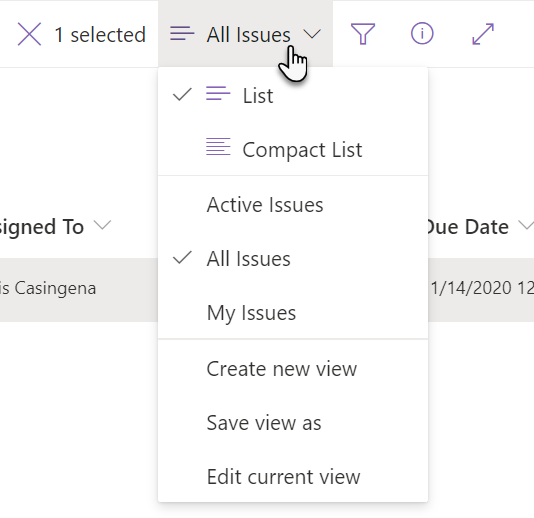 1 selected All Issues
List
Compact List
Active Issues
signed To Due Date
All Issues
is Casingena 1/14/2020 12
My Issues
Create new view
Save view as
Edit current view